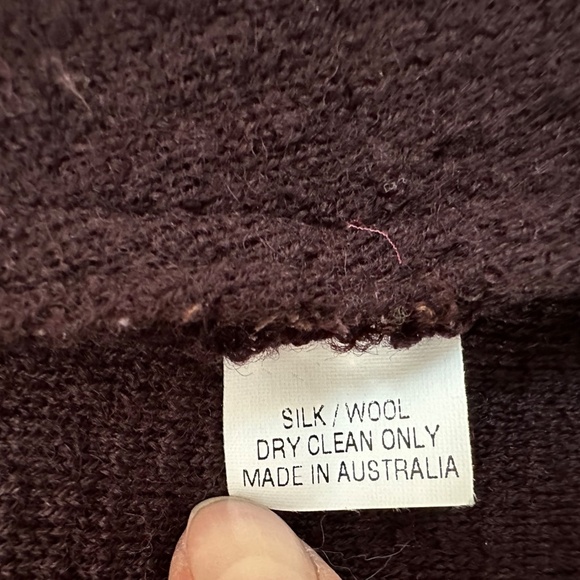 SILK / WOOL
DRY CLEAN ONLY
MADE IN AUSTRALIA